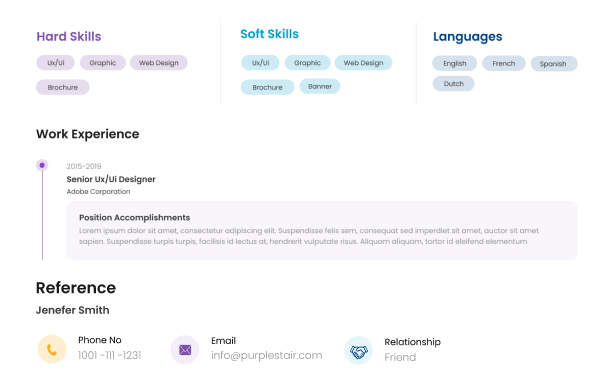 Hard Skills
Ux/Ui Graphic Web Design
Brochure
Soft Skills
Ux/Ui Graphic Web Design
Brochure Banner
Languages
English French Spanish
Dutch
Work Experience
2015-2019
Senior Ux/Ui Designer
Adobe Corporation
Position Accomplishments
Lorem ipsum dolor sit amet, consectetur adipiscing elit. Suspendisse felis sem, consequat sed imperdiet sit amet, auctor sit amet
sapien. Suspendisse turpis turpis, facilisis id lectus at, hendrerit vulputate risus. Aliquam aliquam, tortor id eleifend elementum
Reference
Jenefer Smith
Phone No
1001 -111 -1231
Email
info@purplestair.com
Relationship
Friend